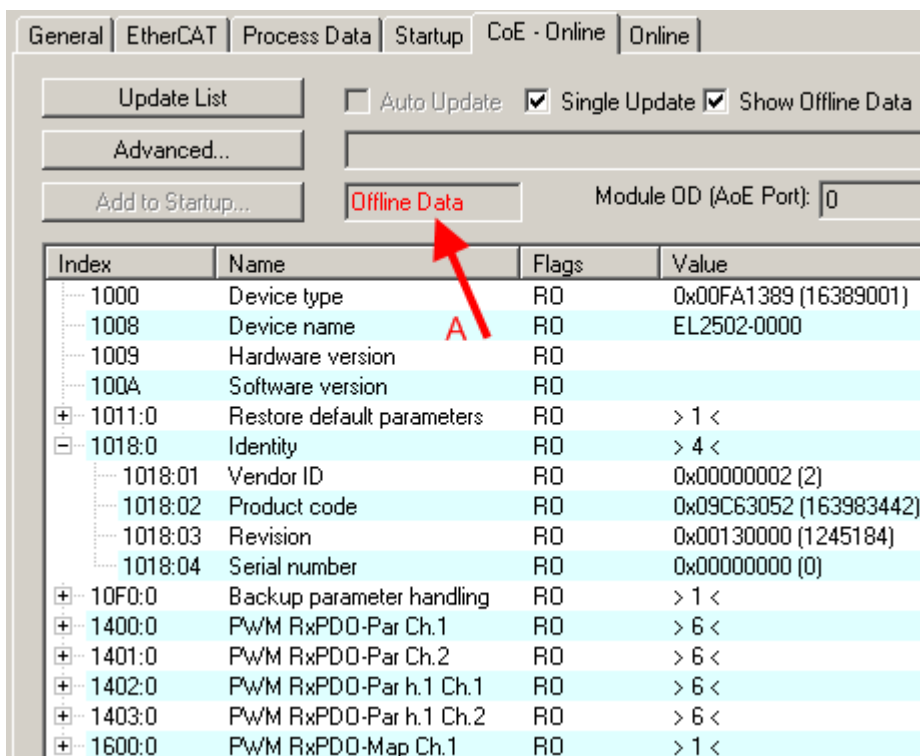 General EtherCAT Process Data Startup CoE - Online Online
Update List Auto Update Single Update Show Offline Data
Advanced...
Add to Startup... Offline Data Module OD (AoE Port): 0
Index Name Flags Value
1000 Device type RO 0x00FA1389 (16389001)
1008 Device name RO EL2502-0000
A
1009 Hardware version RO
100A Software version RO
1011:0 Restore default parameters RO > 1 <
1018:0 Identity RO > 4 <
1018:01 Vendor ID RO 0x00000002 (2)
1018:02 Product code RO 0x09C63052 (163983442)
1018:03 Revision RO 0x00130000 (1245184)
1018:04 Serial number RO 0x00000000 (0)
10F0:0 Backup parameter handling RO > 1 <
1400:0 PWM RxPDO-Par Ch.1 RO > 6 <
1401:0 PWM RxPDO-Par Ch.2 RO > 6 <
1402:0 PWM RxPDO-Par h.1 Ch.1 RO > 6 <
1403:0 PWM RxPDO-Par h.1 Ch.2 RO > 6 <
1600:0 PWM RxPDO-Map Ch.1 RO > 1 <